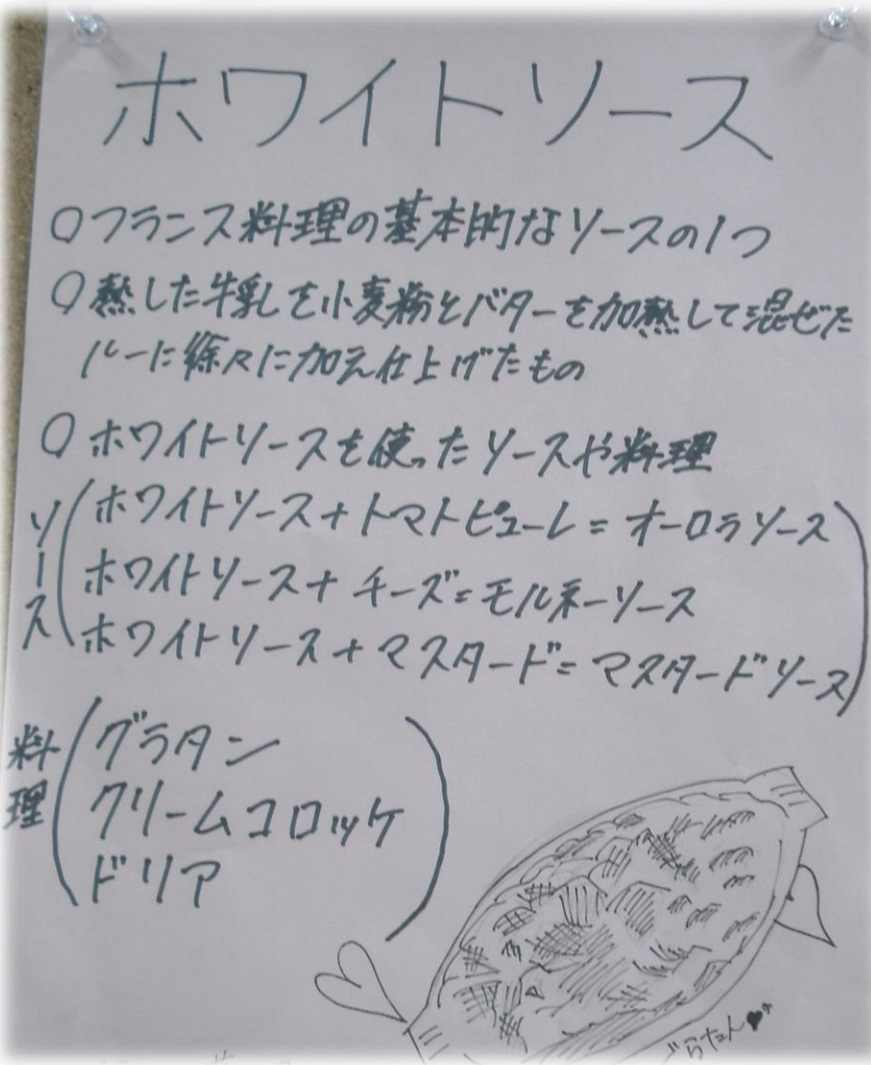 ホワイトソース
○フランス料理の基本的なソースの1つ
○熱した牛乳を小麦粉とバターを加熱して混ぜた
ルーに徐々に加え仕上げたもの
○ホワイトソースを使ったソースや料理
ソース
ホワイトソース+トマトピューレ=オーロラソース
ホワイトソース+チーズ=モルネーソース
ホワイトソース+マスタード=マスタードソース
料理
グラタン
クリームコロッケ
ドリア
ぐらたん♥